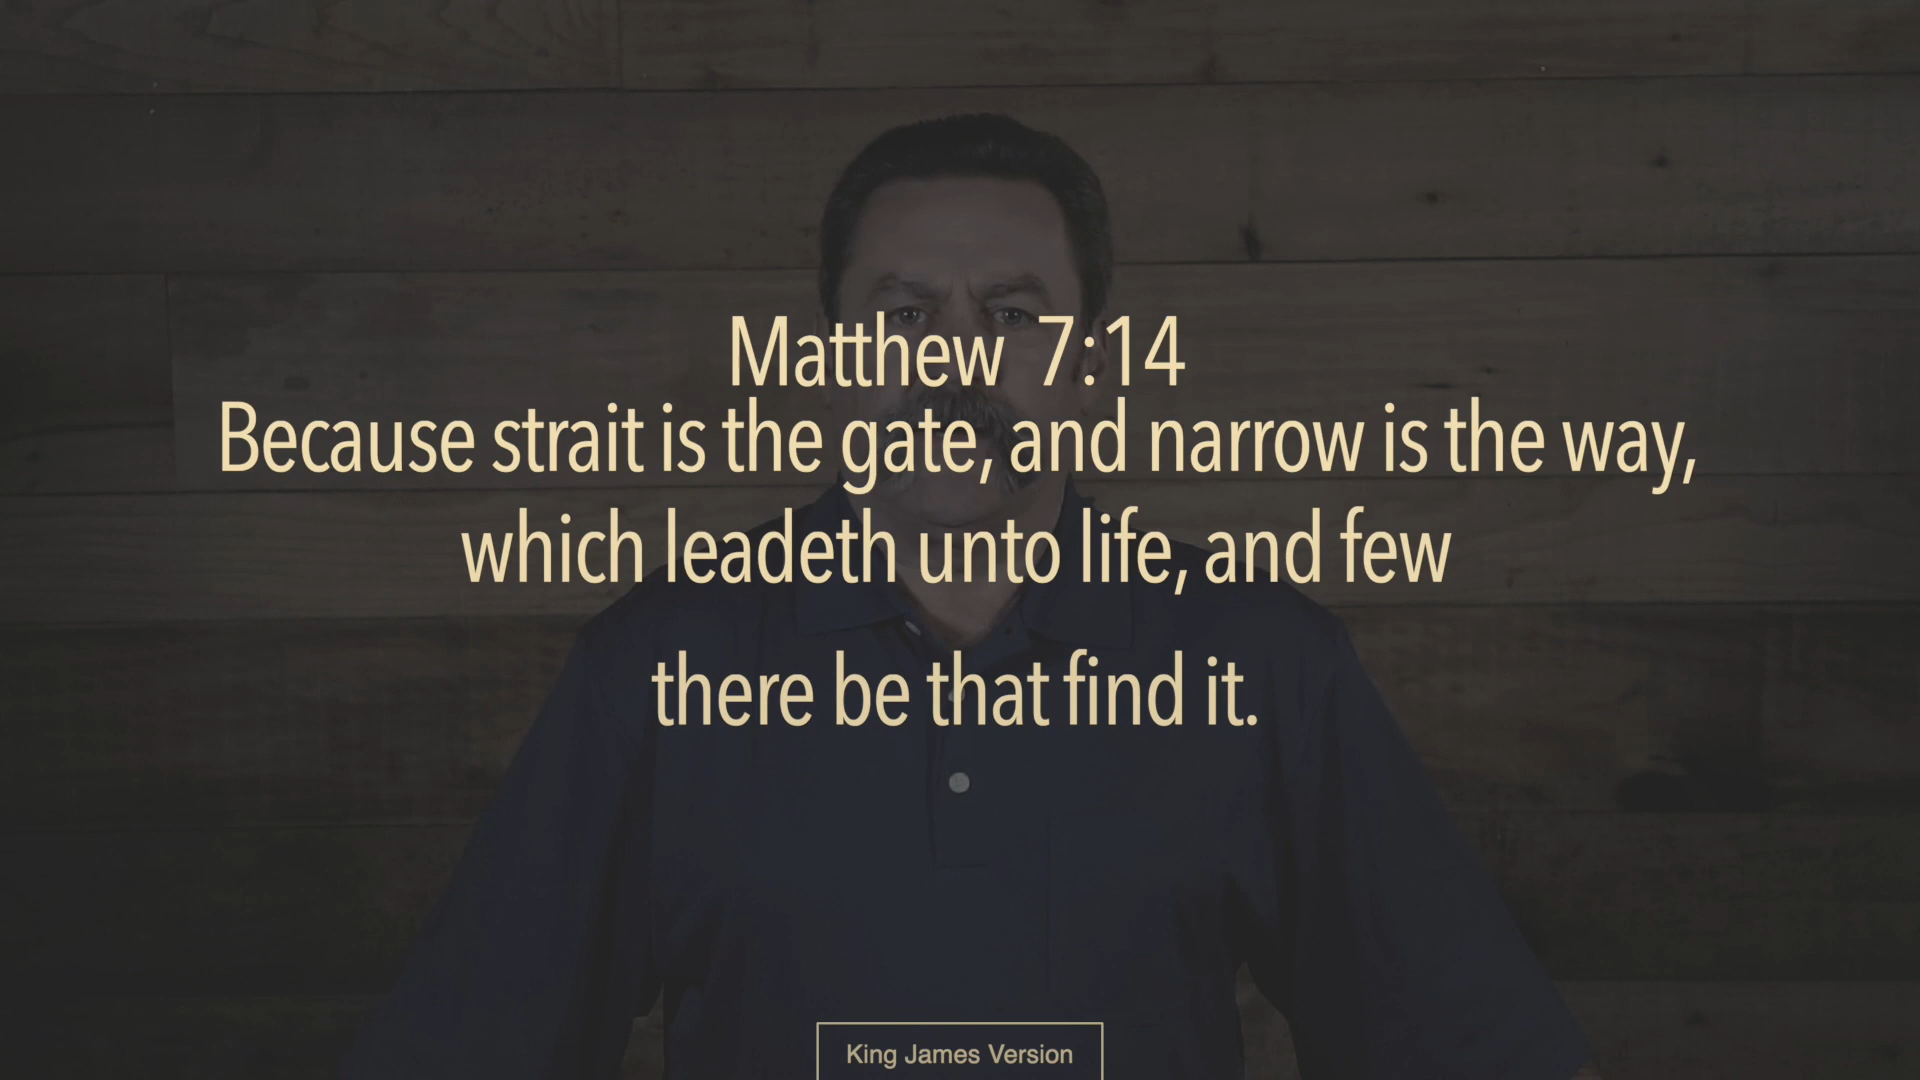 Matthew 7:14
Because strait is the gate, and narrow is the way,
which leadeth unto life, and few
there be that find it.
King James Version